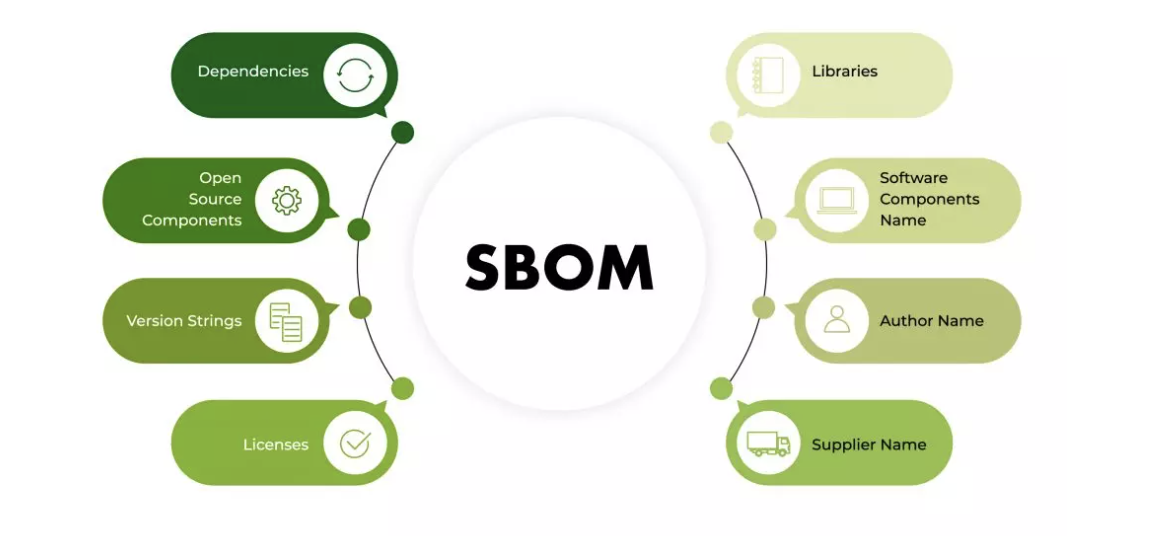 Dependencies
Open
Source
Components
Version Strings
Licenses
SBOM
Libraries
Software
Components
Name
Author Name
Supplier Name